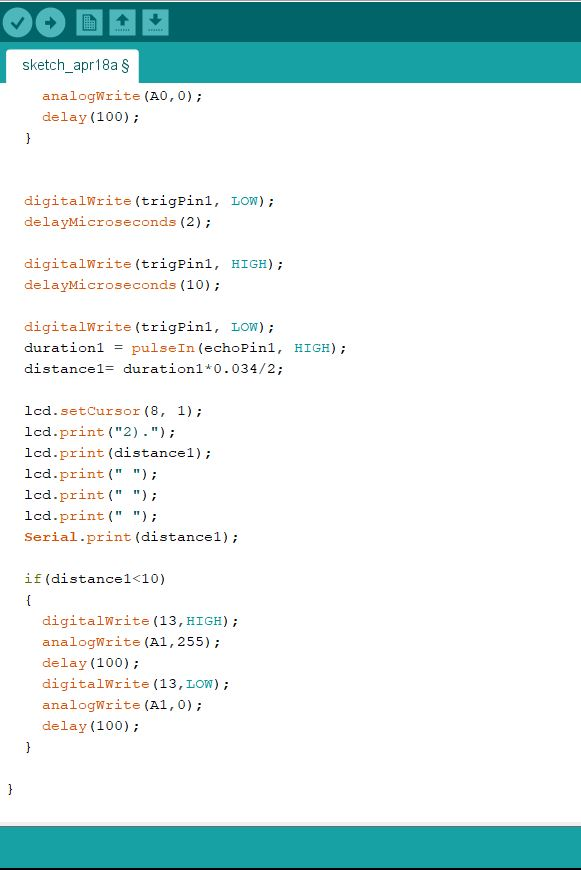 sketch_apr18a §
analogWrite(A0,0);
delay(100);
}
digitalWrite(trigPin1, LOW);
delayMicroseconds(2);
digitalWrite(trigPin1, HIGH);
delayMicroseconds(10);
digitalWrite(trigPin1, LOW);
duration1 = pulseIn(echoPin1, HIGH);
distance1= duration1*0.034/2;
lcd.setCursor(8, 1);
lcd.print("2).");
lcd.print(distance1);
lcd.print(" ");
lcd.print(" ");
lcd.print(" ");
Serial.print(distance1);
if(distance1<10)
{
digitalWrite(13,HIGH);
analogWrite(A1,255);
delay(100);
digitalWrite(13,LOW);
analogWrite(A1,0);
delay(100);
}
}